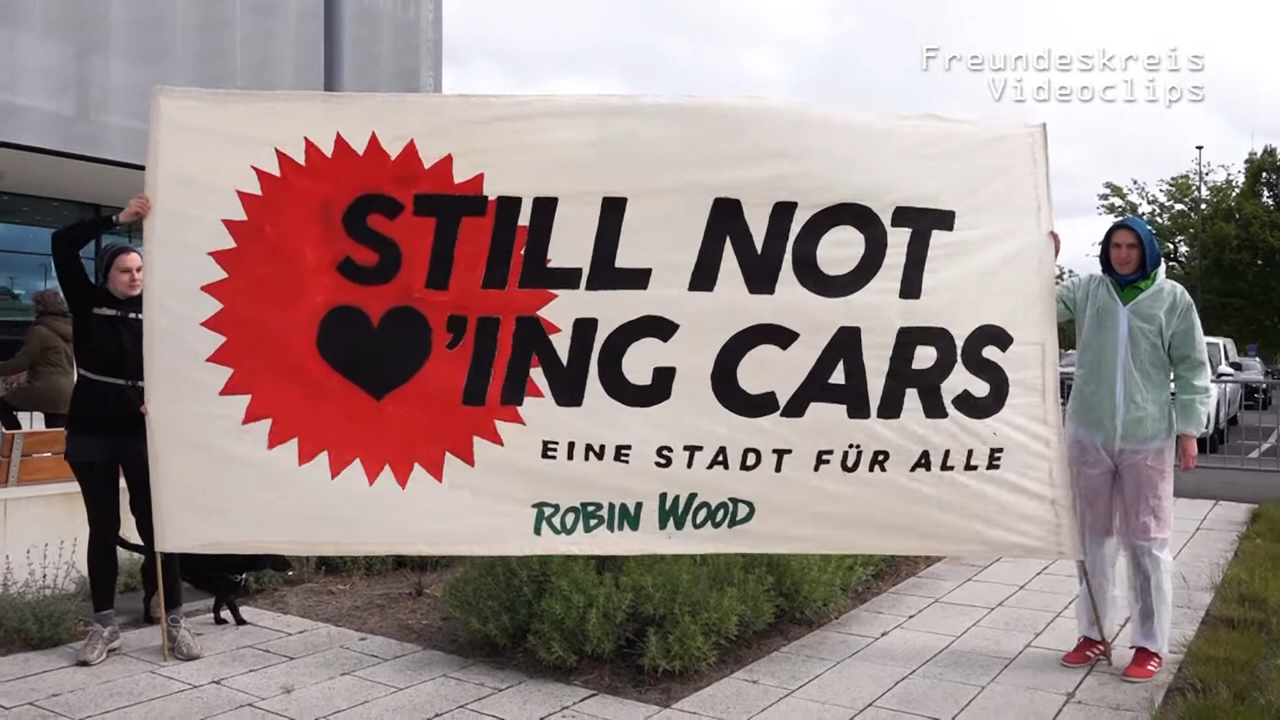 Freundeskreis
Videoclips
STILL NOT
🖤'ING CARS
EINE STADT FÜR ALLE
ROBIN WOOD